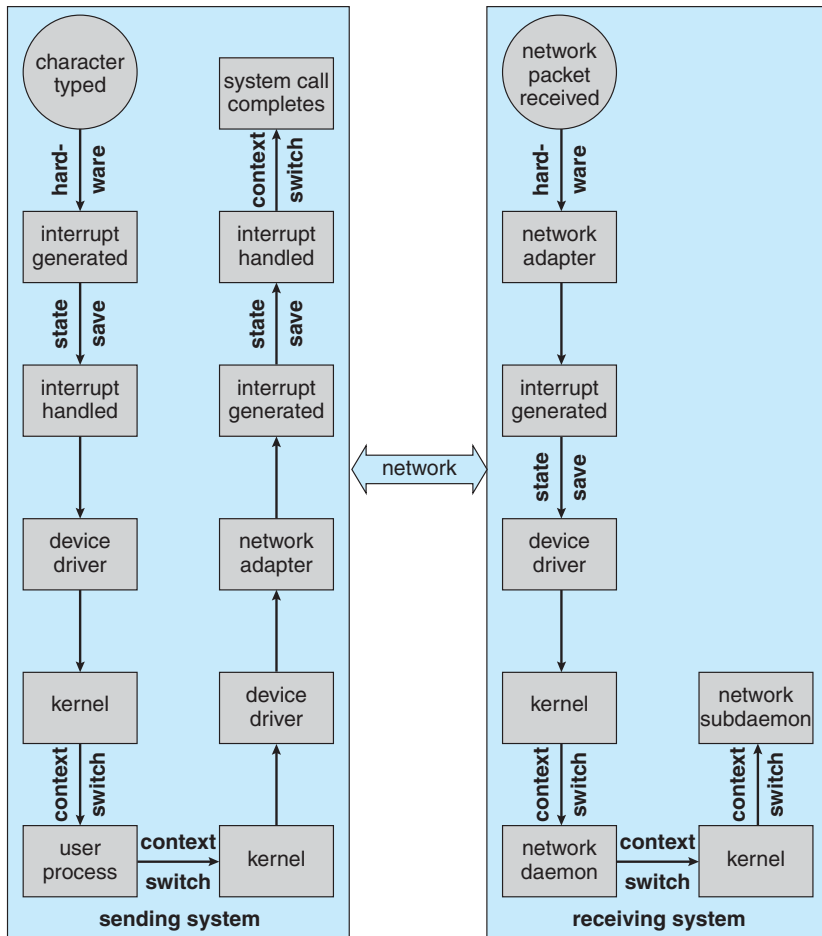 character
typed
hard-
ware
interrupt
generated
state
save
interrupt
handled
device
driver
kernel
context
switch
user
process
context
switch
kernel
device
driver
network
adapter
interrupt
generated
state
save
interrupt
handled
context
switch
system call
completes
sending system
network
network
packet
received
hard-
ware
network
adapter
interrupt
generated
state
save
device
driver
kernel
context
switch
network
daemon
context
switch
kernel
context
switch
network
subdaemon
receiving system